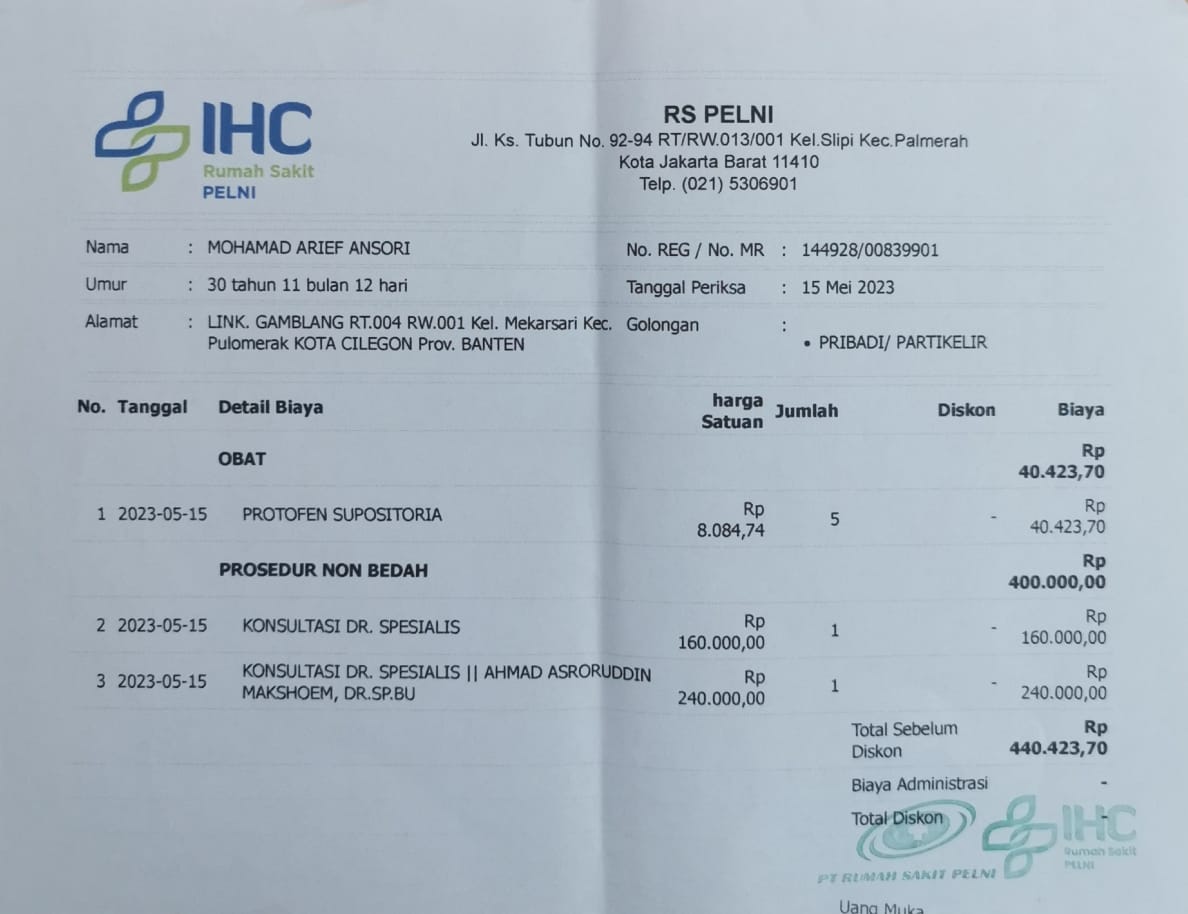 IHC
Rumah Sakit
PELNI
RS PELNI
Jl. Ks. Tubun No. 92-94 RT/RW.013/001 Kel.Slipi Kec.Palmerah
Kota Jakarta Barat 11410
Telp. (021) 5306901
Nama : MOHAMAD ARIEF ANSORI No. REG / No. MR : 144928/00839901
Umur : 30 tahun 11 bulan 12 hari Tanggal Periksa : 15 Mei 2023
Alamat : LINK. GAMBLANG RT.004 RW.001 Kel. Mekarsari Kec. Golongan :
Pulomerak KOTA CILEGON Prov. BANTEN • PRIBADI/ PARTIKELIR
No. Tanggal Detail Biaya harga Satuan Jumlah Diskon Biaya
OBAT Rp 40.423,70
1 2023-05-15 PROTOFEN SUPOSITORIA Rp 8.084,74 5 - Rp 40.423,70
PROSEDUR NON BEDAH Rp 400.000,00
2 2023-05-15 KONSULTASI DR. SPESIALIS Rp 160.000,00 1 - Rp 160.000,00
3 2023-05-15 KONSULTASI DR. SPESIALIS || AHMAD ASRORUDDIN
MAKSHOEM, DR.SP.BU Rp 240.000,00 1 - Rp 240.000,00
Total Sebelum Diskon Rp 440.423,70
Biaya Administrasi -
Total Diskon -
IHC
Rumah Sakit
PELNI
PT RUMAH SAKIT PELNI
Uang Muka